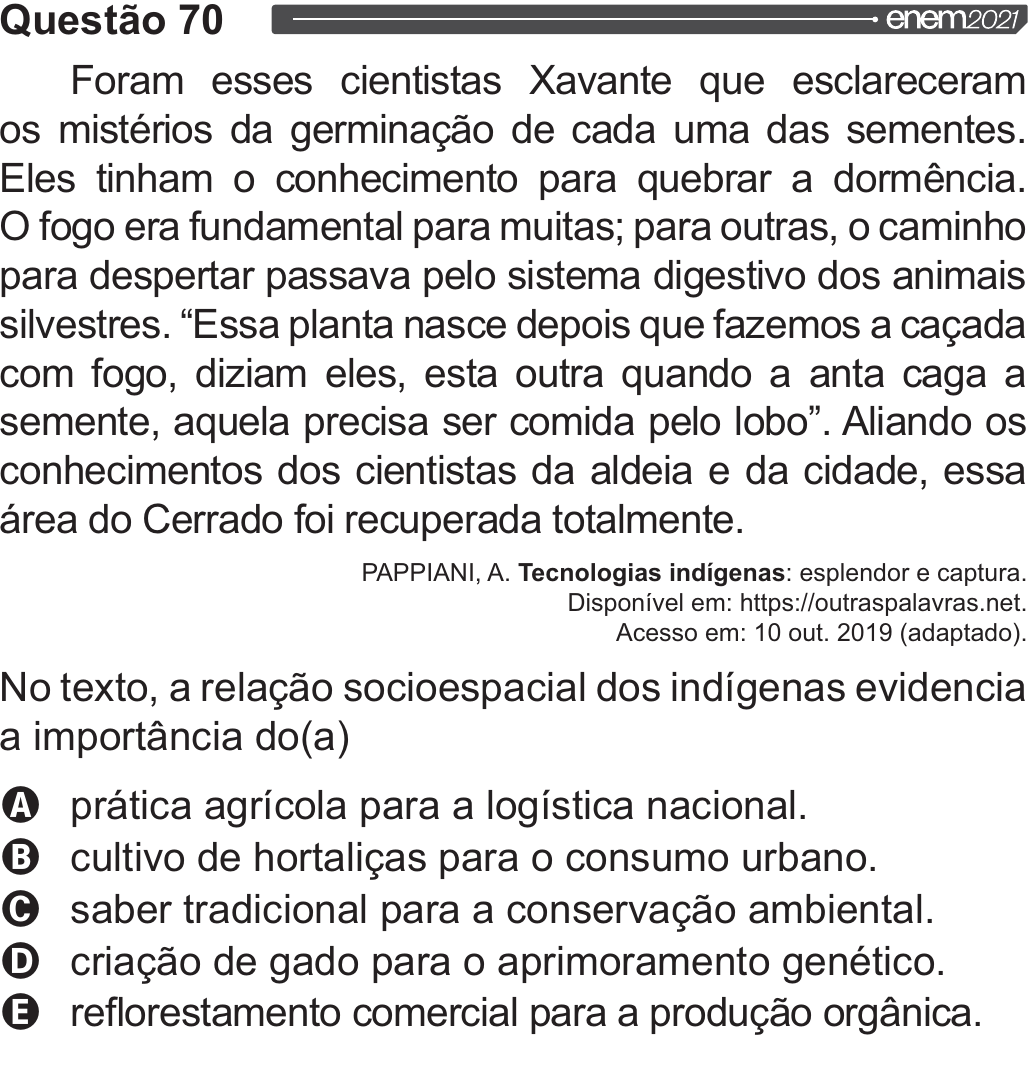 Questão 70
enem2021
Foram esses cientistas Xavante que esclareceram
os mistérios da germinação de cada uma das sementes.
Eles tinham o conhecimento para quebrar a dormência.
O fogo era fundamental para muitas; para outras, o caminho
para despertar passava pelo sistema digestivo dos animais
silvestres. “Essa planta nasce depois que fazemos a caçada
com fogo, diziam eles, esta outra quando a anta caga a
semente, aquela precisa ser comida pelo lobo”. Aliando os
conhecimentos dos cientistas da aldeia e da cidade, essa
área do Cerrado foi recuperada totalmente.
PAPPIANI, A. Tecnologias indígenas: esplendor e captura.
Disponível em: https://outraspalavras.net.
Acesso em: 10 out. 2019 (adaptado).
No texto, a relação socioespacial dos indígenas evidencia
a importância do(a)
A prática agrícola para a logística nacional.
B cultivo de hortaliças para o consumo urbano.
C saber tradicional para a conservação ambiental.
D criação de gado para o aprimoramento genético.
E reflorestamento comercial para a produção orgânica.